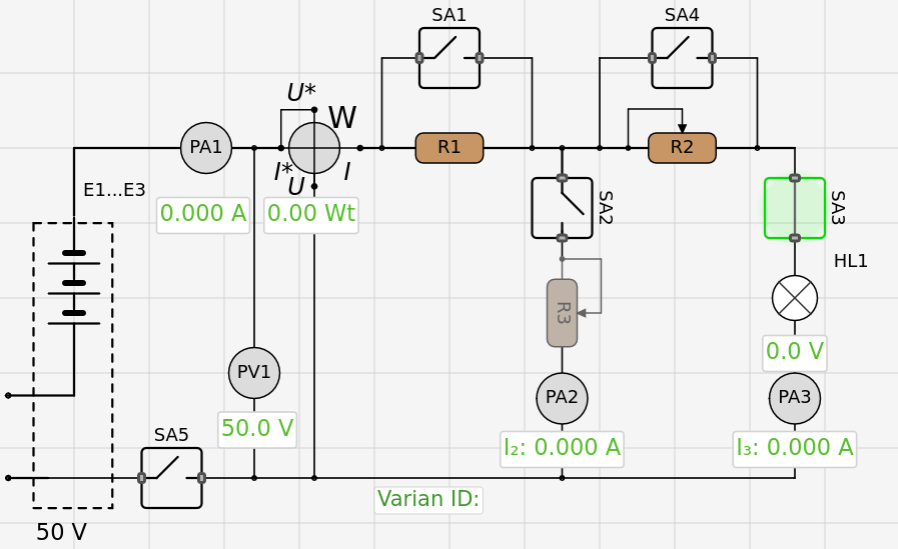 SA1
SA4
U*
W
PA1
R1
R2
I*
U
I
E1...E3
0.000 A
0.00 Wt
SA2
SA3
HL1
R3
0.0 V
PV1
PA2
PA3
50.0 V
SA5
I₂: 0.000 A
I₃: 0.000 A
Varian ID:
50 V